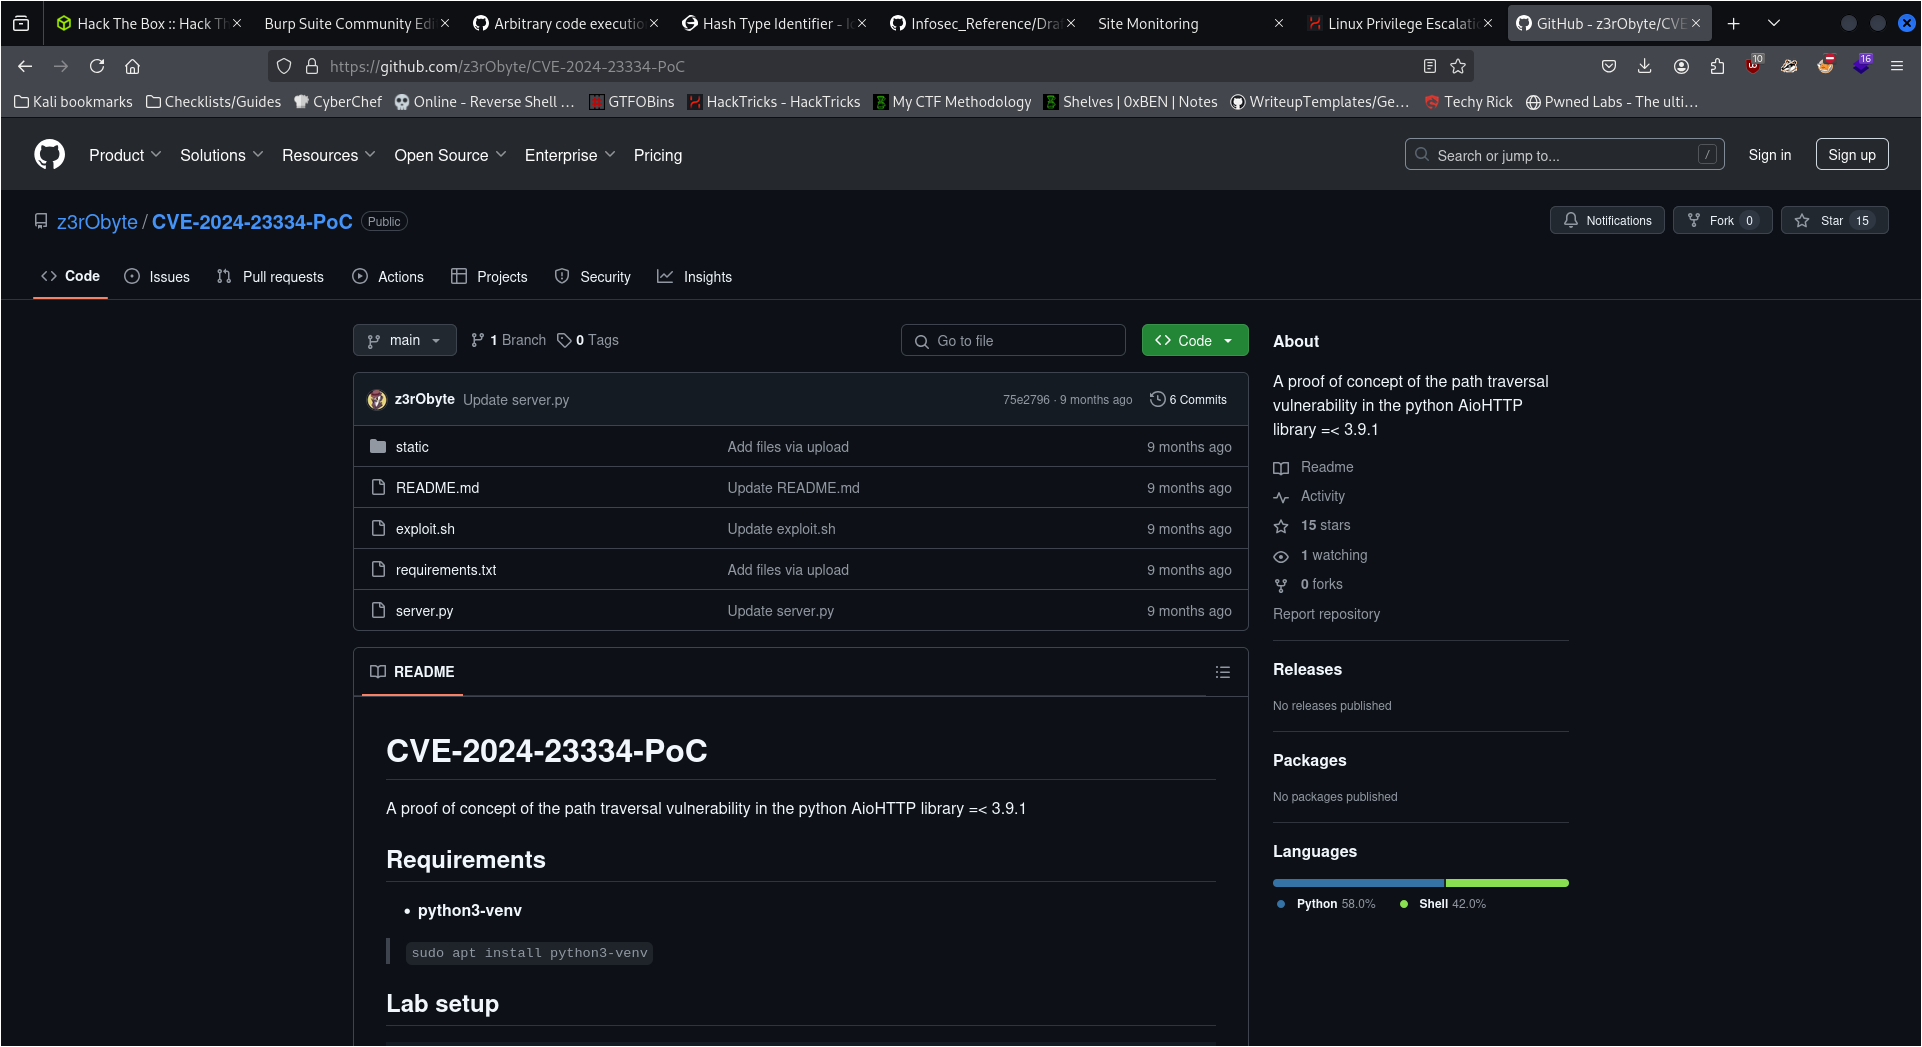 Hack The Box :: Hack Th
Burp Suite Community Edi
Arbitrary code executio
Hash Type Identifier - Id
Infosec_Reference/Dra
Site Monitoring
Linux Privilege Escalati
GitHub - z3rObyte/CVE
https://github.com/z3rObyte/CVE-2024-23334-PoC
10
16
Kali bookmarks
Checklists/Guides
CyberChef
Online - Reverse Shell …
GTFOBins
HackTricks - HackTricks
My CTF Methodology
Shelves | 0xBEN | Notes
WriteupTemplates/Ge…
Techy Rick
Pwned Labs - The ulti…
Product
Solutions
Resources
Open Source
Enterprise
Pricing
Search or jump to...
/
Sign in
Sign up
z3rObyte / CVE-2024-23334-PoC
Public
Notifications
Fork 0
Star 15
Code
Issues
Pull requests
Actions
Projects
Security
Insights
main
1 Branch
0 Tags
Go to file
Code
z3rObyte Update server.py
75e2796 · 9 months ago
6 Commits
static Add files via upload 9 months ago
README.md Update README.md 9 months ago
exploit.sh Update exploit.sh 9 months ago
requirements.txt Add files via upload 9 months ago
server.py Update server.py 9 months ago
README
CVE-2024-23334-PoC
A proof of concept of the path traversal vulnerability in the python AioHTTP library =< 3.9.1
Requirements
• python3-venv
sudo apt install python3-venv
Lab setup
About
A proof of concept of the path traversal
vulnerability in the python AioHTTP
library =< 3.9.1
Readme
Activity
15 stars
1 watching
0 forks
Report repository
Releases
No releases published
Packages
No packages published
Languages
Python 58.0%
Shell 42.0%